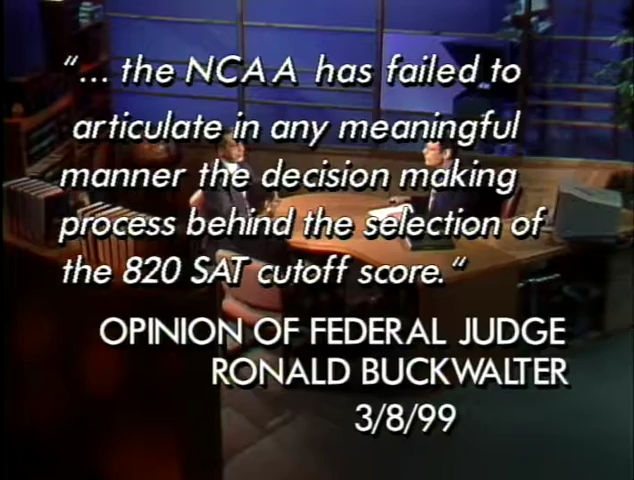 "... the NCAA has failed to
articulate in any meaningful
manner the decision making
process behind the selection of
the 820 SAT cutoff score."
OPINION OF FEDERAL JUDGE
RONALD BUCKWALTER
3/8/99